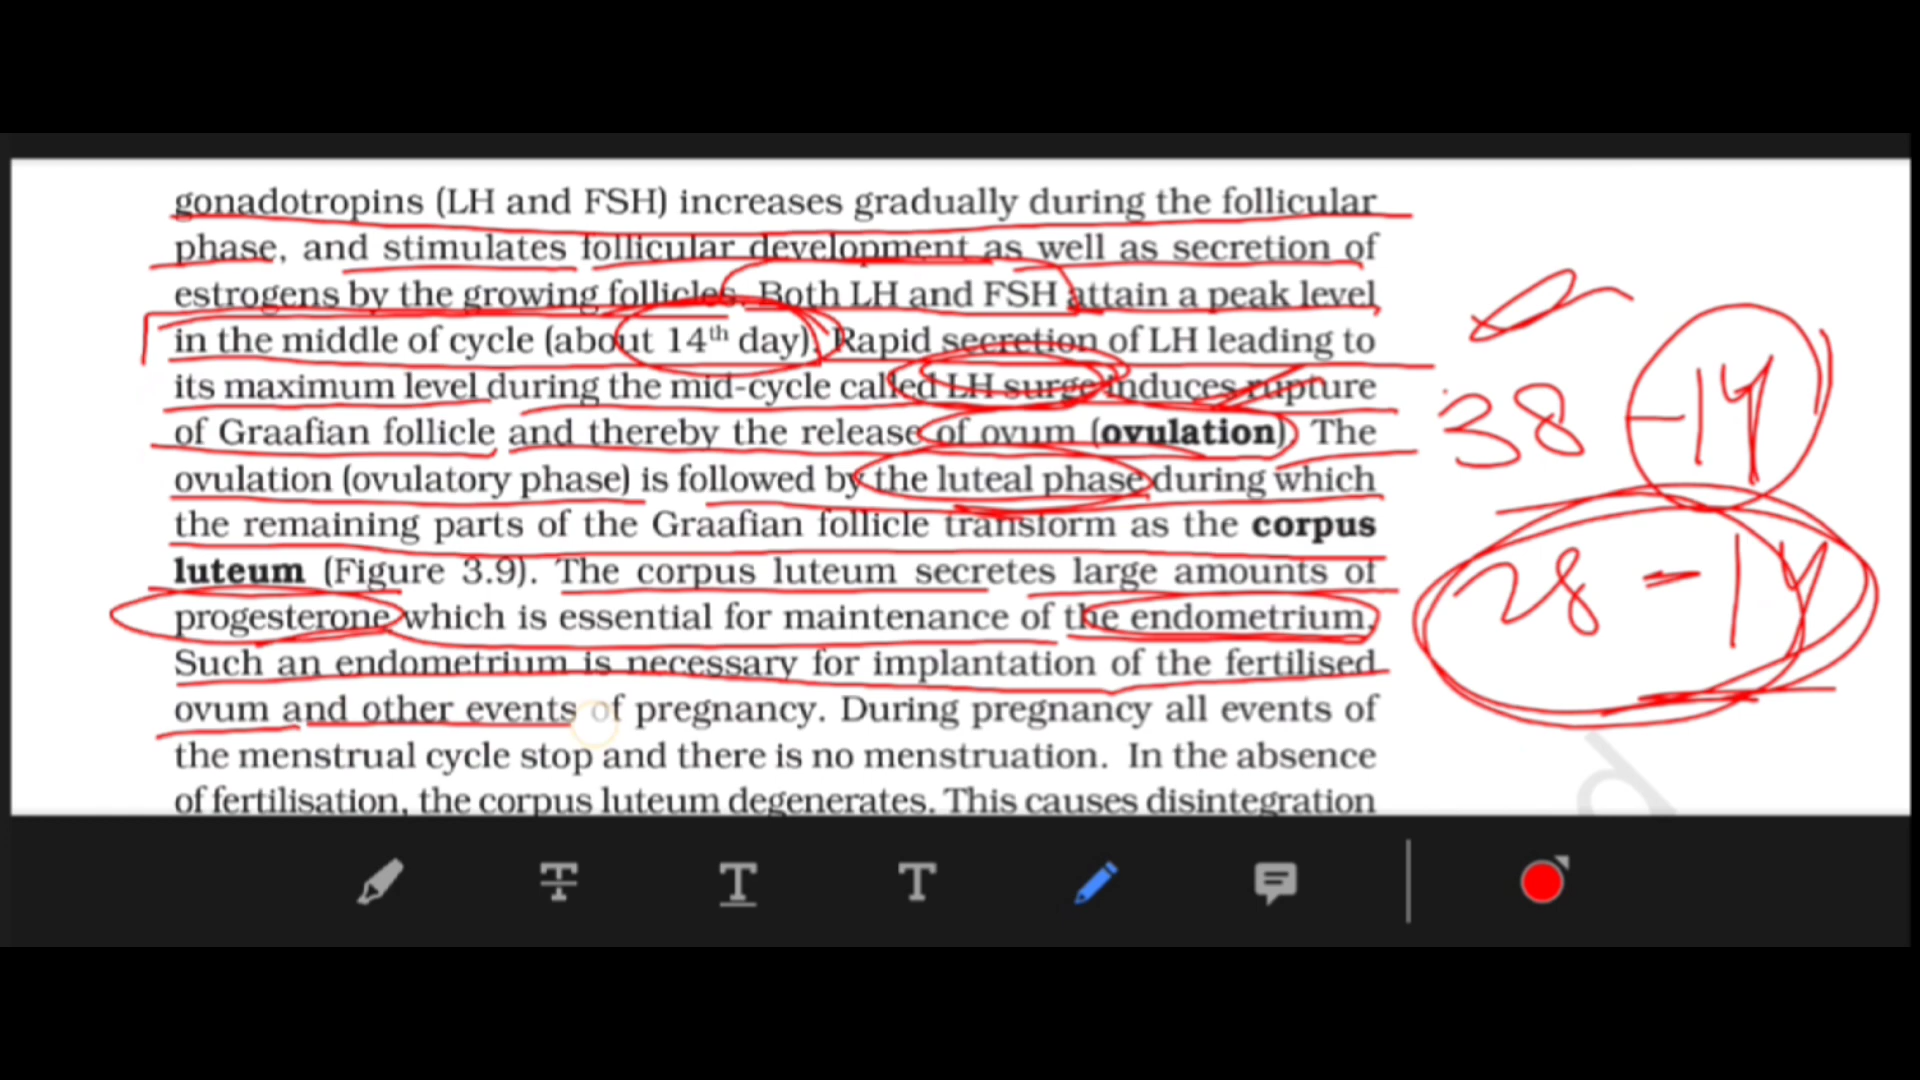 gonadotropins (LH and FSH) increases gradually during the follicular
phase, and stimulates follicular development as well as secretion of
estrogens by the growing follicles. Both LH and FSH attain a peak level
in the middle of cycle (about 14th day). Rapid secretion of LH leading to
its maximum level during the mid-cycle called LH surge induces rupture
of Graafian follicle and thereby the release of ovum (ovulation). The
ovulation (ovulatory phase) is followed by the luteal phase during which
the remaining parts of the Graafian follicle transform as the corpus
luteum (Figure 3.9). The corpus luteum secretes large amounts of
progesterone which is essential for maintenance of the endometrium.
Such an endometrium is necessary for implantation of the fertilised
ovum and other events of pregnancy. During pregnancy all events of
the menstrual cycle stop and there is no menstruation. In the absence
of fertilisation, the corpus luteum degenerates. This causes disintegration
38 - 14
28 - 14